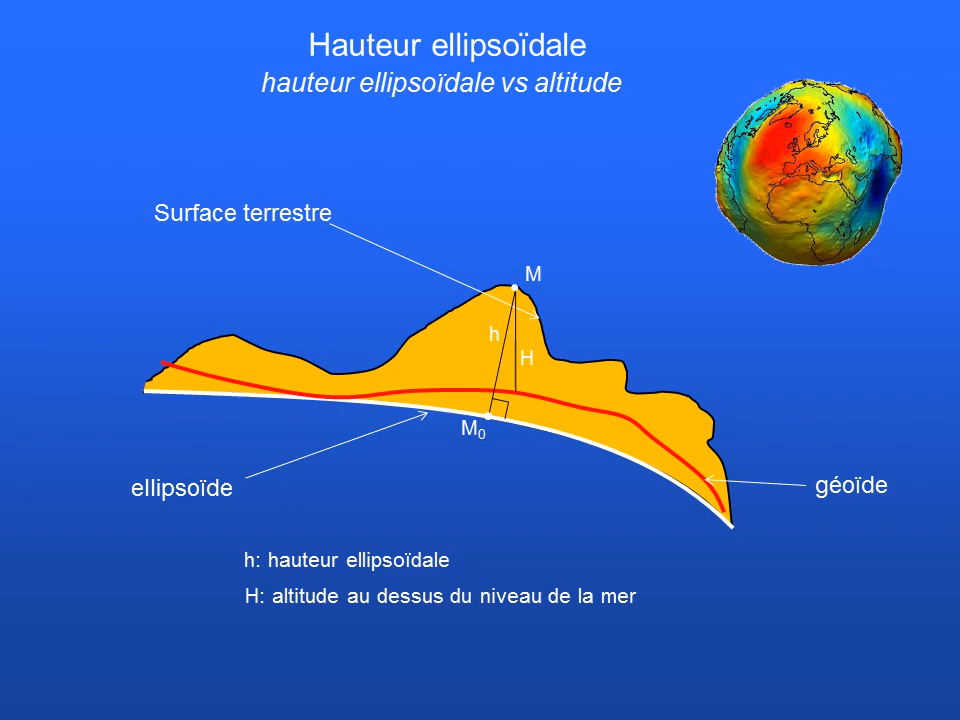 Hauteur ellipsoïdale
hauteur ellipsoïdale vs altitude
Surface terrestre
M
h
H
M₀
ellipsoïde
géoïde
h: hauteur ellipsoïdale
H: altitude au dessus du niveau de la mer